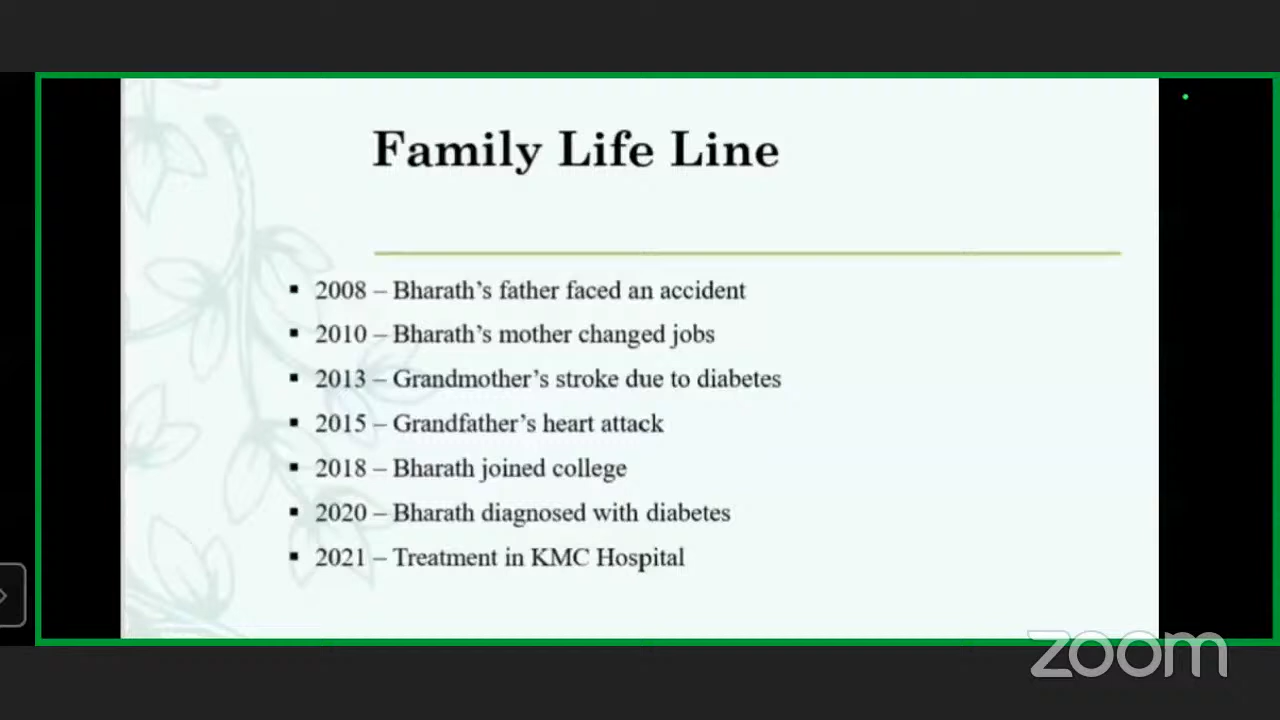 Family Life Line
▪ 2008 – Bharath’s father faced an accident
▪ 2010 – Bharath’s mother changed jobs
▪ 2013 – Grandmother’s stroke due to diabetes
▪ 2015 – Grandfather’s heart attack
▪ 2018 – Bharath joined college
▪ 2020 – Bharath diagnosed with diabetes
▪ 2021 – Treatment in KMC Hospital
zoom